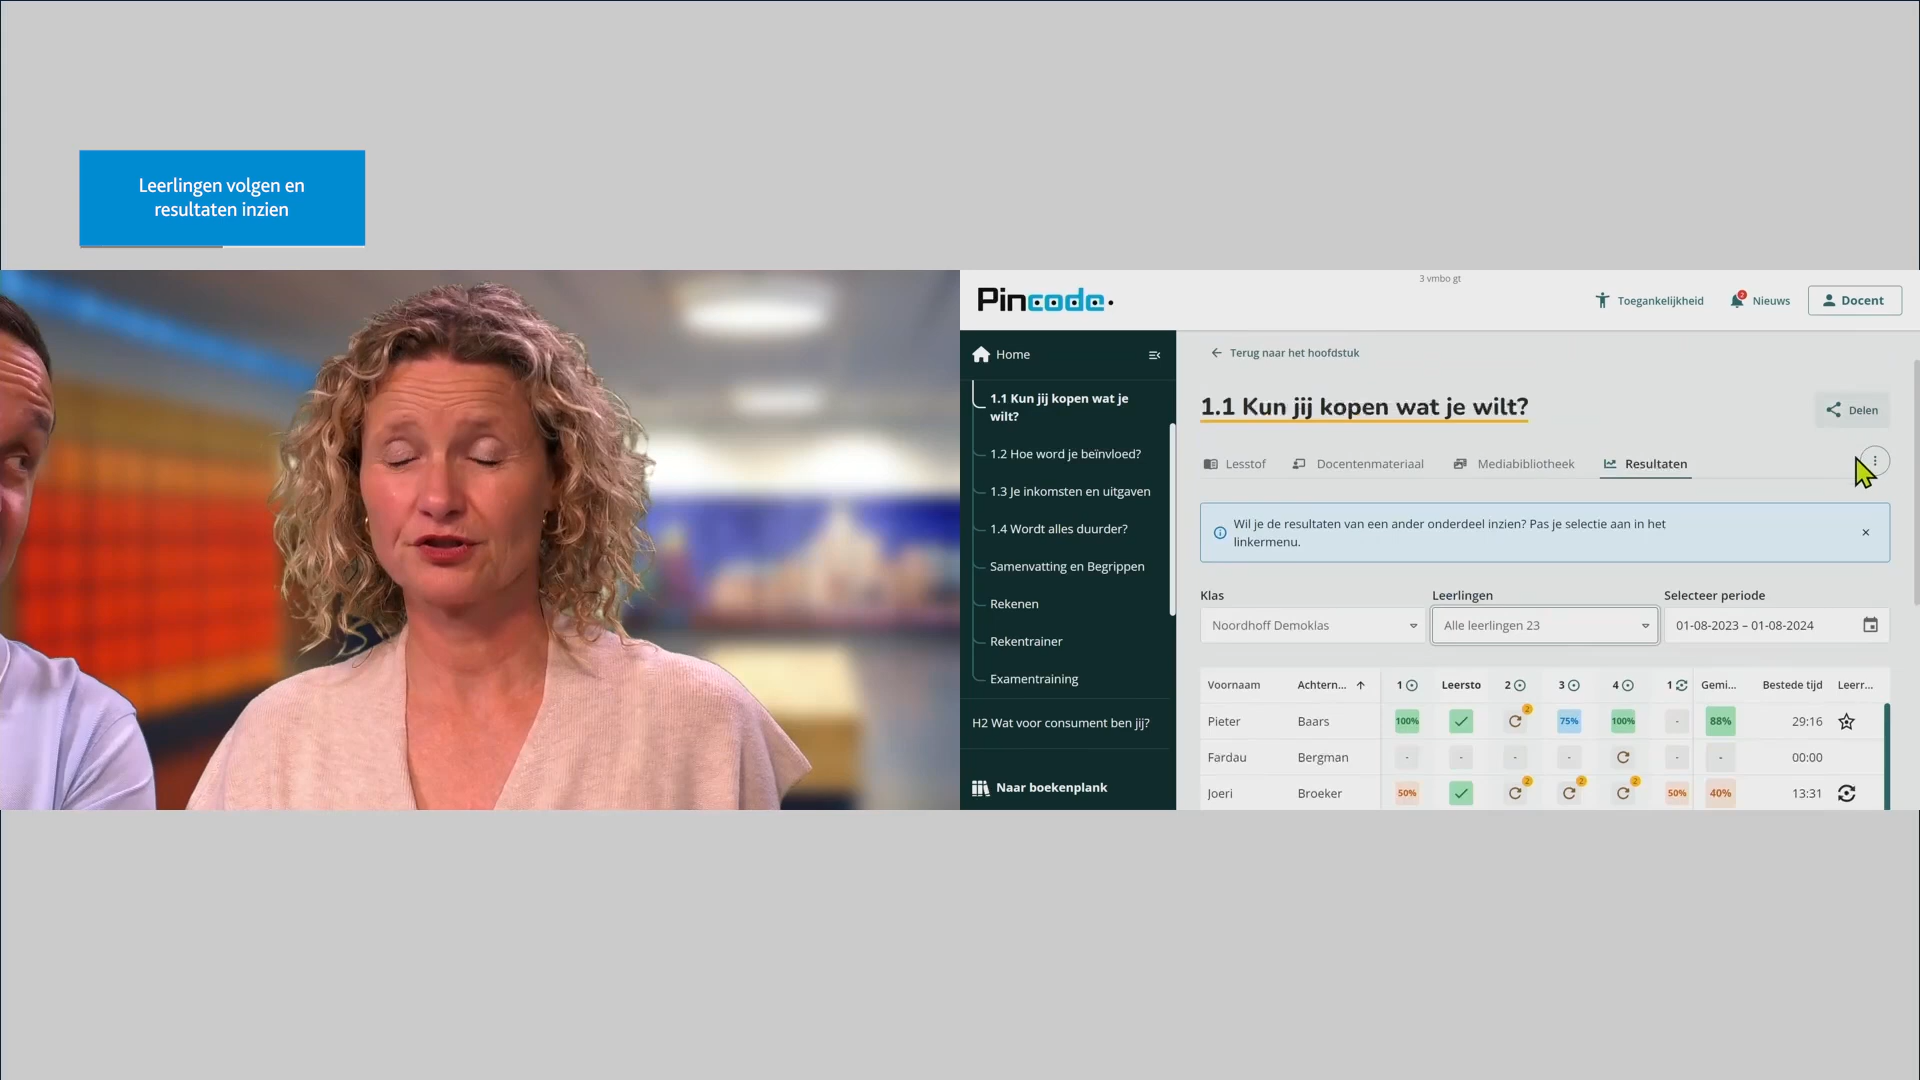 Leerlingen volgen en
resultaten inzien
3 vmbo gt
Pincode
Toegankelijkheid
2
Nieuws
Docent
Home
1.1 Kun jij kopen wat je
wilt?
1.2 Hoe word je beïnvloed?
1.3 Je inkomsten en uitgaven
1.4 Wordt alles duurder?
Samenvatting en Begrippen
Rekenen
Rekentrainer
Examentraining
H2 Wat voor consument ben jij?
Naar boekenplank
Terug naar het hoofdstuk
1.1 Kun jij kopen wat je wilt?
Delen
Lesstof Docentenmateriaal Mediabibliotheek Resultaten
Wil je de resultaten van een ander onderdeel inzien? Pas je selectie aan in het
linkermenu.
Klas Leerlingen Selecteer periode
Noordhoff Demoklas Alle leerlingen 23 01-08-2023 – 01-08-2024
Voornaam Achtern... 1 Leersto 2 3 4 1 Gemi... Bestede tijd Leerr...
Pieter Baars 100% 2 75% 100% - 88% 29:16
Fardau Bergman - - - - - - 00:00
Joeri Broeker 50% 2 2 2 50% 40% 13:31